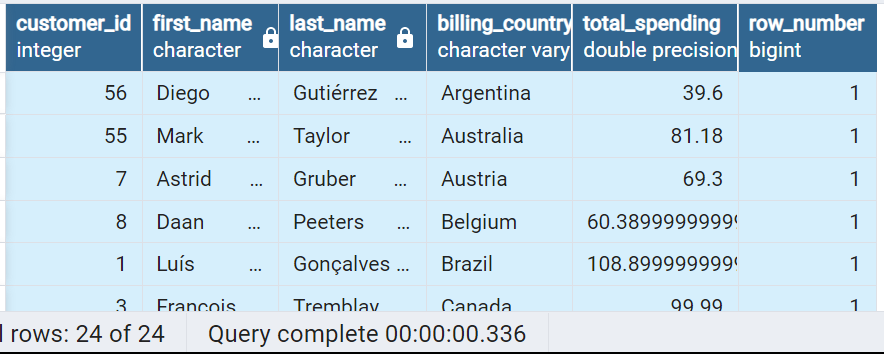 customer_id first_name last_name billing_country total_spending row_number
integer character character character vary double precision bigint
56 Diego ... Gutiérrez ... Argentina 39.6 1
55 Mark ... Taylor ... Australia 81.18 1
7 Astrid ... Gruber ... Austria 69.3 1
8 Daan ... Peeters ... Belgium 60.3899999999 1
1 Luís ... Gonçalves ... Brazil 108.8999999999 1
3 François Tremblay Canada 99.99 1
rows: 24 of 24 Query complete 00:00:00.336